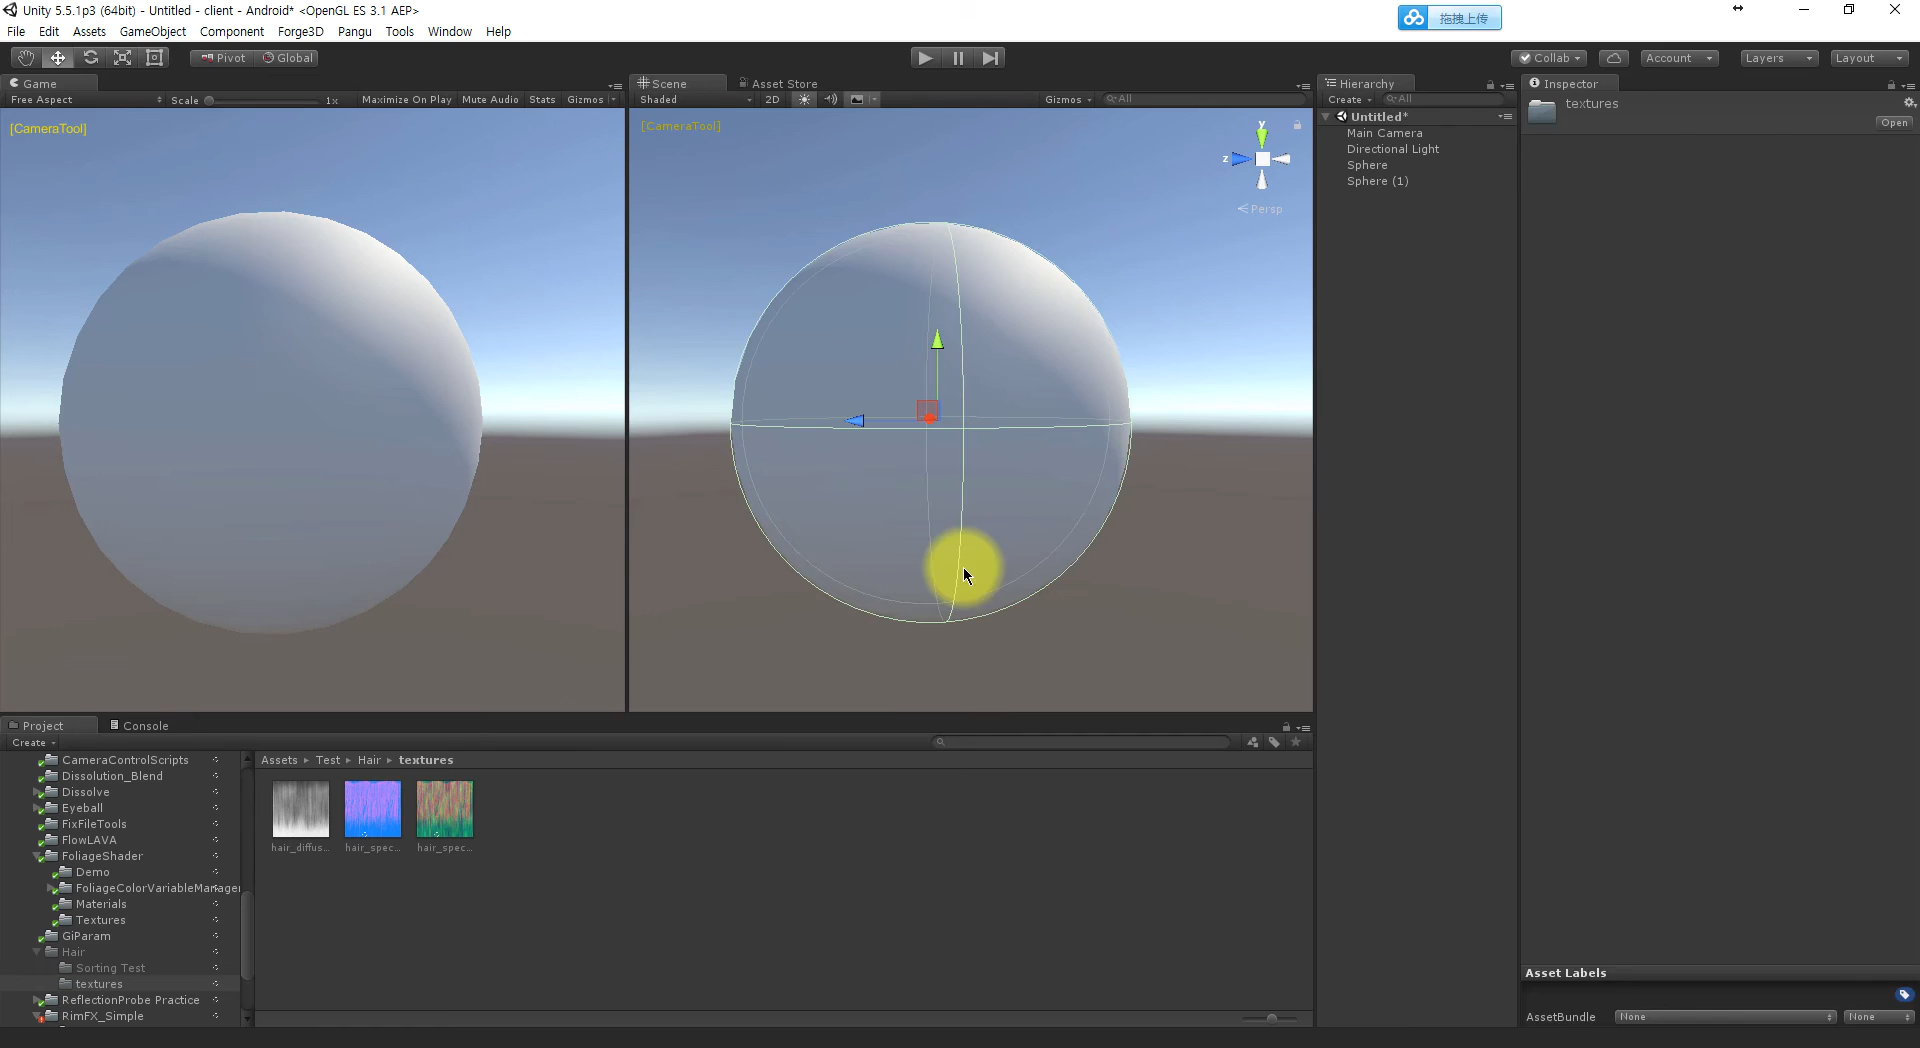 Unity 5.5.1p3 (64bit) - Untitled - client - Android* <OpenGL ES 3.1 AEP>
拖拽上传
File Edit Assets GameObject Component Forge3D Pangu Tools Window Help
Pivot Global
Collab Account Layers Layout
Game
Free Aspect Scale 1x Maximize On Play Mute Audio Stats Gizmos
[CameraTool]
Scene Asset Store
Shaded 2D Gizmos All
[CameraTool]
y
z
Persp
Hierarchy
Create All
Untitled*
Main Camera
Directional Light
Sphere
Sphere (1)
Inspector
textures
Open
Project Console
Create
CameraControlScripts
Dissolution_Blend
Dissolve
Eyeball
FixFileTools
FlowLAVA
FoliageShader
Demo
FoliageColorVariableManager
Materials
Textures
GiParam
Hair
Sorting Test
textures
ReflectionProbe Practice
RimFX_Simple
Assets ▸ Test ▸ Hair ▸ textures
hair_diffus... hair_spec... hair_spec...
Asset Labels
AssetBundle None None